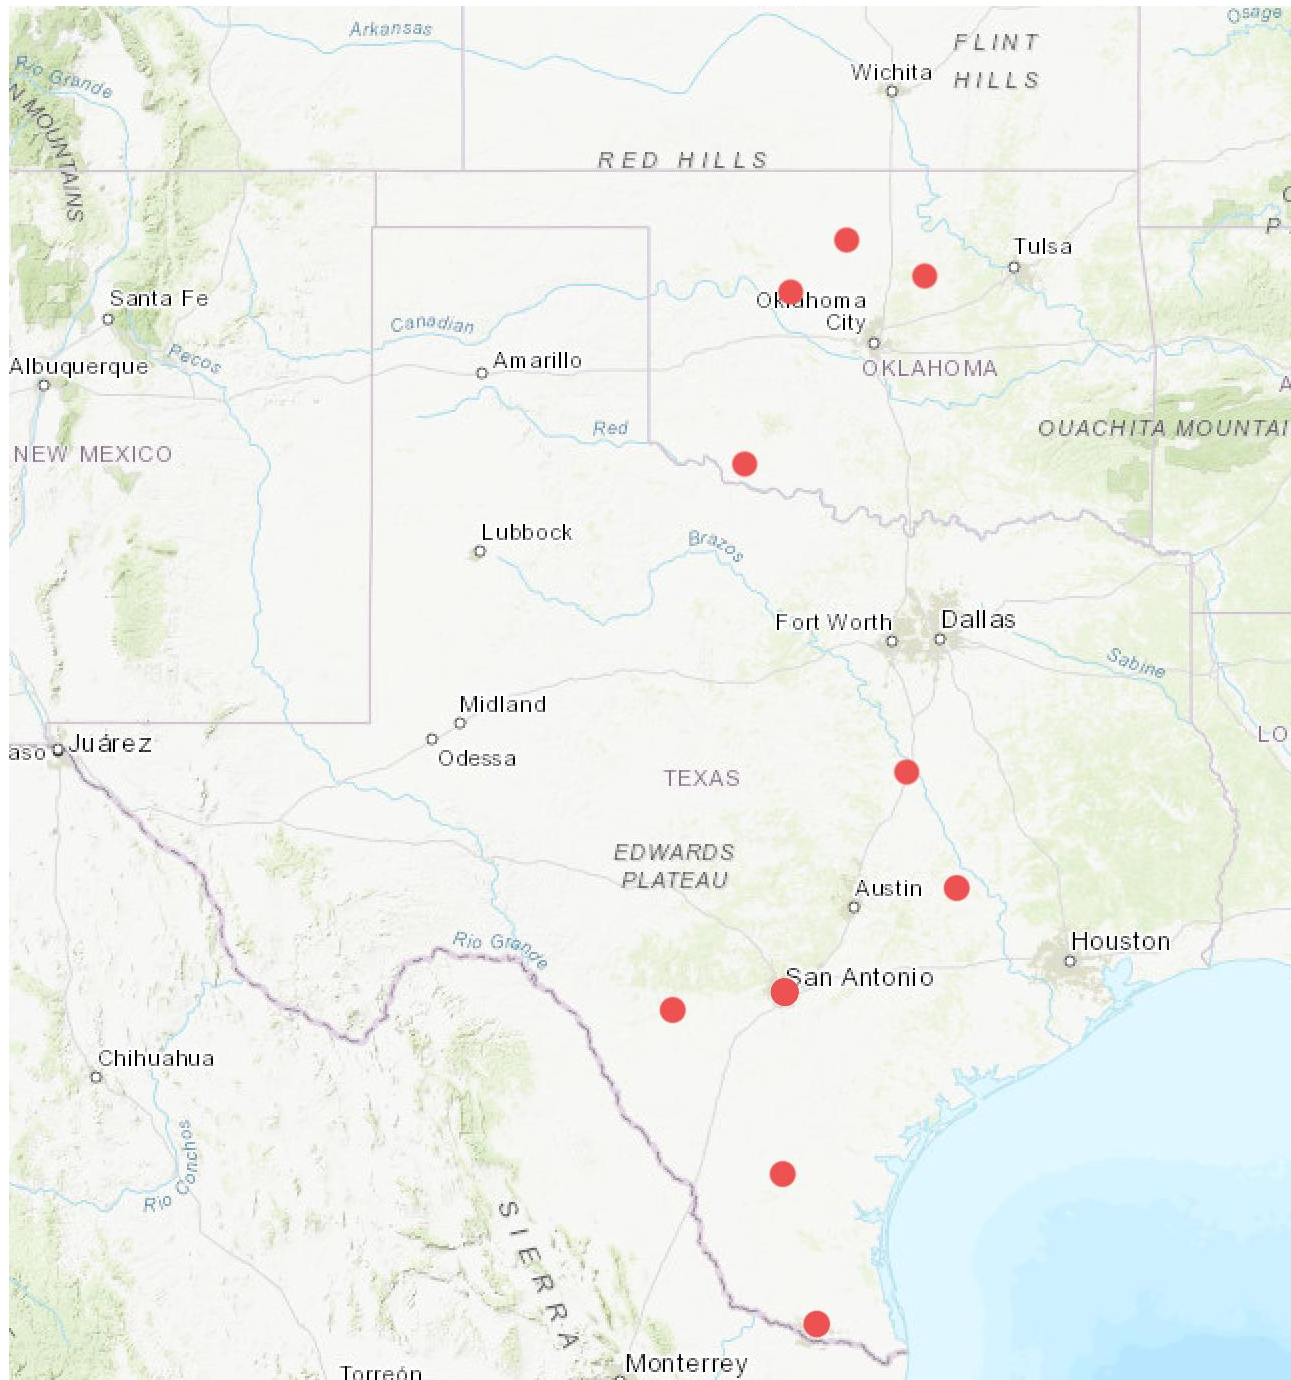 Arkansas
FLINT
HILLS
Osage
Wichita
Rio Grande
N MOUNTAINS
RED HILLS
Tulsa
Santa Fe
Oklahoma
City
Canadian
Pecos
Albuquerque
Amarillo
OKLAHOMA
Red
OUACHITA MOUNTAI
NEW MEXICO
Lubbock
Brazos
Fort Worth
Dallas
Sabine
Midland
Odessa
aso
Juárez
LO
TEXAS
EDWARDS
PLATEAU
Austin
Rio Grande
Houston
San Antonio
Chihuahua
Rio Conchos
SIERRA
Monterrey
Torreón